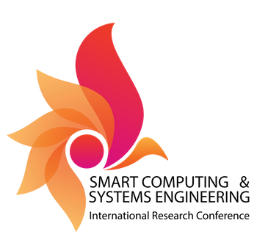 SMART COMPUTING &
SYSTEMS ENGINEERING
International Research Conference